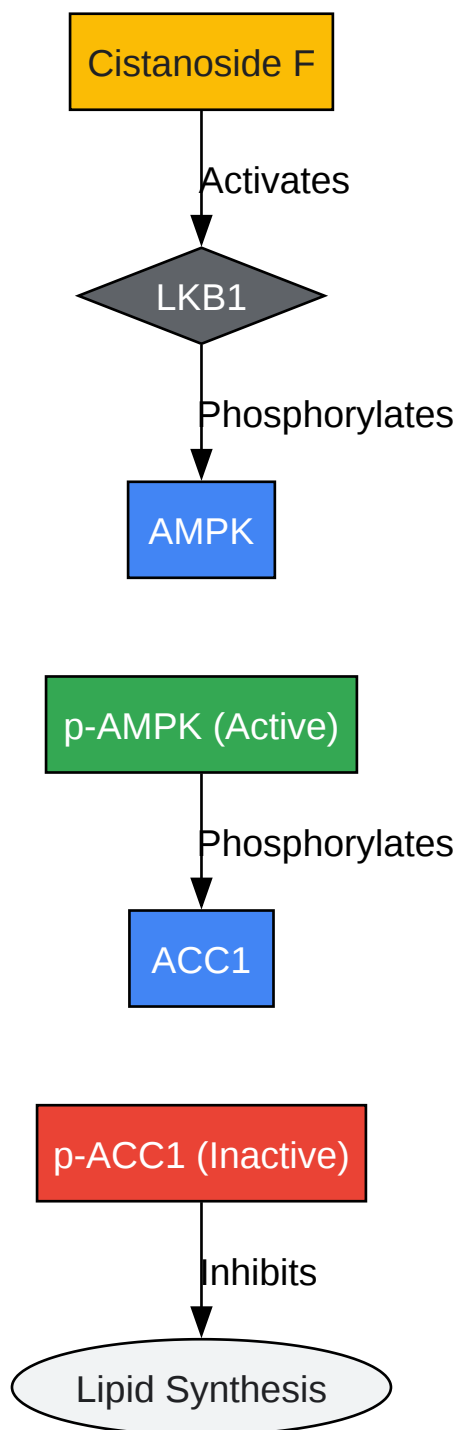 Cistanoside F
Activates
LKB1
Phosphorylates
AMPK
p-AMPK (Active)
Phosphorylates
ACC1
p-ACC1 (Inactive)
Inhibits
Lipid Synthesis